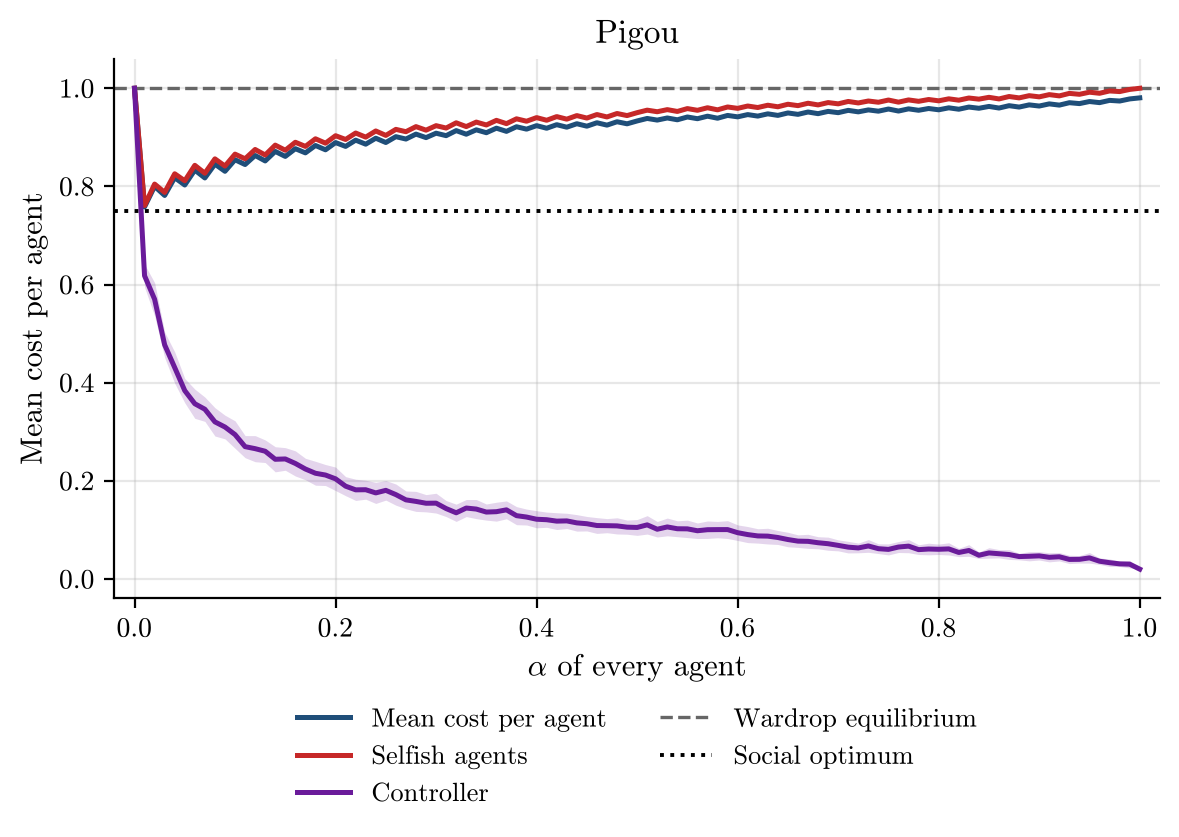 Pigou
Mean cost per agent
1.0
0.8
0.6
0.4
0.2
0.0
0.0 0.2 0.4 0.6 0.8 1.0
α of every agent
Mean cost per agent
Selfish agents
Controller
Wardrop equilibrium
Social optimum